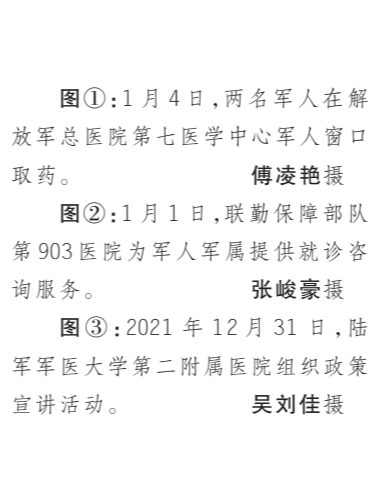 图①：1月4日，两名军人在解
放军总医院第七医学中心军人窗口
取药。 傅凌艳摄
图②：1月1日，联勤保障部队
第903医院为军人军属提供就诊咨
询服务。 张峻豪摄
图③：2021年12月31日，陆
军军医大学第二附属医院组织政策
宣讲活动。 吴刘佳摄